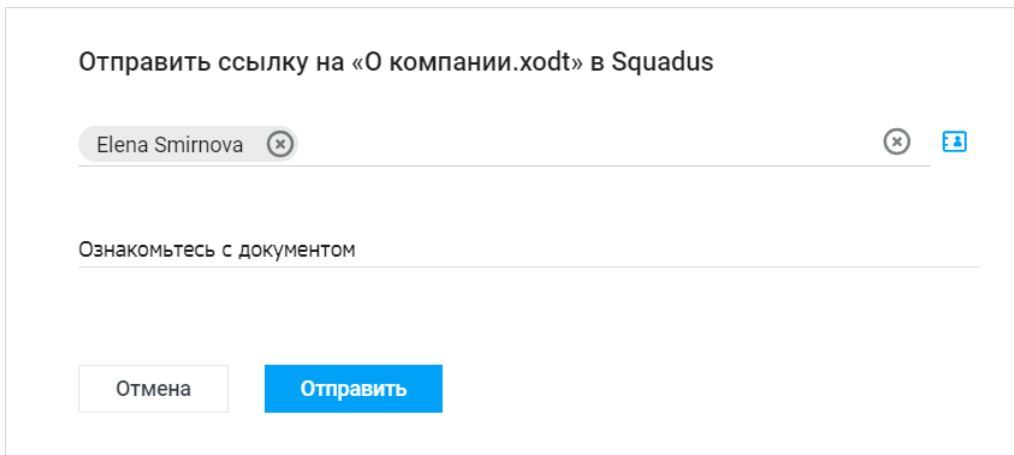 Отправить ссылку на «О компании.xodt» в Squadus
Elena Smirnova
Ознакомьтесь с документом
Отмена
Отправить